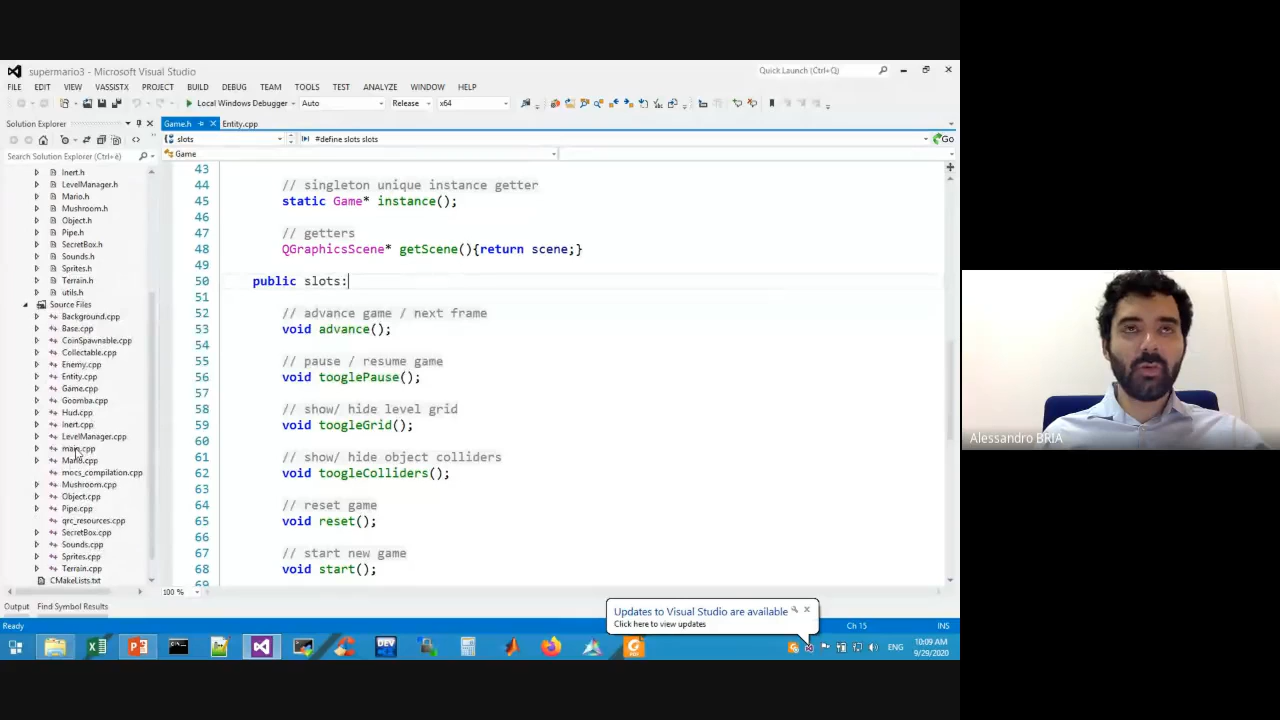 supermario3 - Microsoft Visual Studio
Quick Launch (Ctrl+Q)
FILE EDIT VIEW VASSISTX PROJECT BUILD DEBUG TEAM TOOLS TEST ANALYZE WINDOW HELP
Local Windows Debugger Auto Release x64
Solution Explorer
Search Solution Explorer (Ctrl+è)
Inert.h
LevelManager.h
Mario.h
Mushroom.h
Object.h
Pipe.h
SecretBox.h
Sounds.h
Sprites.h
Terrain.h
utils.h
Source Files
Background.cpp
Base.cpp
CoinSpawnable.cpp
Collectable.cpp
Enemy.cpp
Entity.cpp
Game.cpp
Goomba.cpp
Hud.cpp
Inert.cpp
LevelManager.cpp
main.cpp
Mario.cpp
mocs_compilation.cpp
Mushroom.cpp
Object.cpp
Pipe.cpp
qrc_resources.cpp
SecretBox.cpp
Sounds.cpp
Sprites.cpp
Terrain.cpp
CMakeLists.txt
Game.h Entity.cpp
slots #define slots slots Go
Game
43
44 // singleton unique instance getter
45 static Game* instance();
46
47 // getters
48 QGraphicsScene* getScene(){return scene;}
49
50 public slots:
51
52 // advance game / next frame
53 void advance();
54
55 // pause / resume game
56 void tooglePause();
57
58 // show/ hide level grid
59 void toogleGrid();
60
61 // show/ hide object colliders
62 void toogleColliders();
63
64 // reset game
65 void reset();
66
67 // start new game
68 void start();
69
100 %
Output Find Symbol Results
Updates to Visual Studio are available
Click here to view updates
Ready Ch 15 INS
DEV
PDF
ENG
10:09 AM
9/29/2020
Alessandro BRIA